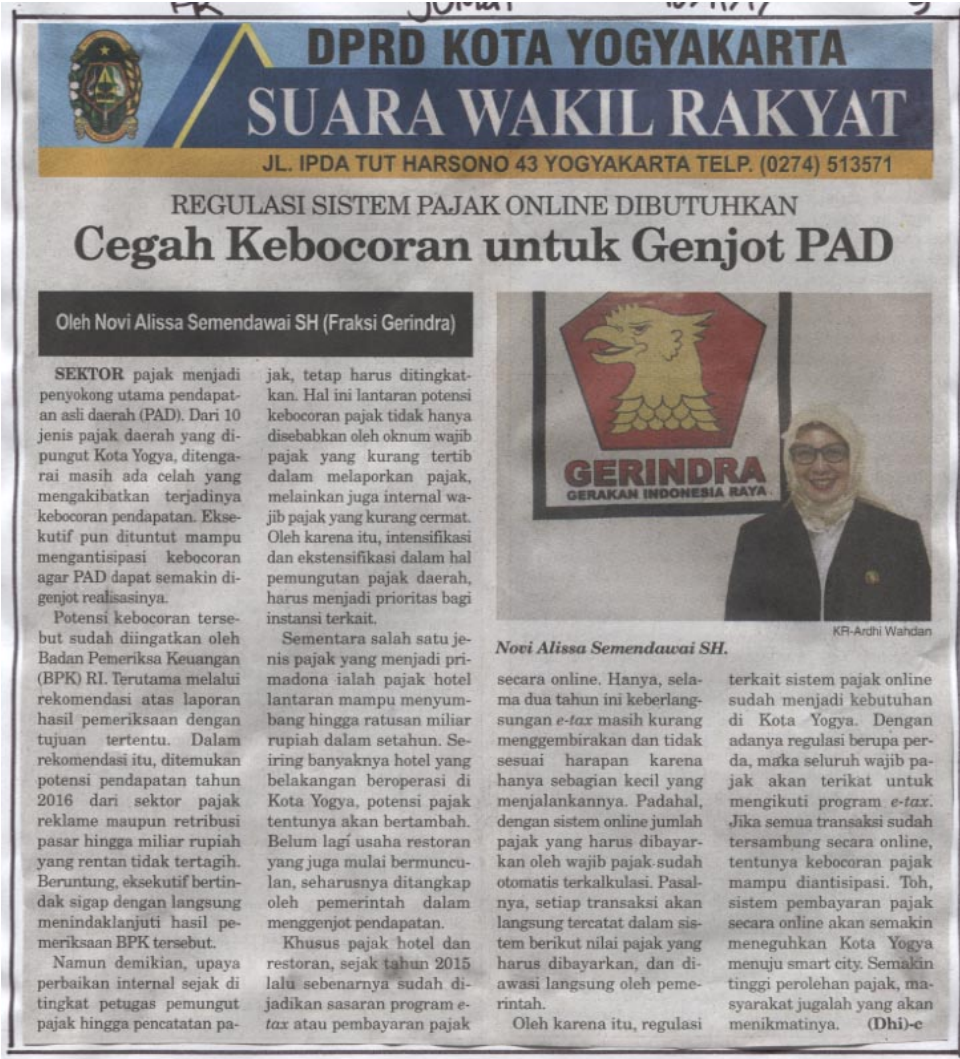 JUMAT
DPRD KOTA YOGYAKARTA
SUARA WAKIL RAKYAT
JL. IPDA TUT HARSONO 43 YOGYAKARTA TELP. (0274) 513571
REGULASI SISTEM PAJAK ONLINE DIBUTUHKAN
Cegah Kebocoran untuk Genjot PAD
Oleh Novi Alissa Semendawai SH (Fraksi Gerindra)
SEKTOR pajak menjadi
penyokong utama pendapat-
an asli daerah (PAD). Dari 10
jenis pajak daerah yang di-
pungut Kota Yogya, ditenga-
rai masih ada celah yang
mengakibatkan terjadinya
kebocoran pendapatan. Ekse-
kutif pun dituntut mampu
mengantisipasi kebocoran
agar PAD dapat semakin di-
genjot realisasinya.
Potensi kebocoran terse-
but sudah diingatkan oleh
Badan Pemeriksa Keuangan
(BPK) RI. Terutama melalui
rekomendasi atas laporan
hasil pemeriksaan dengan
tujuan tertentu. Dalam
rekomendasi itu, ditemukan
potensi pendapatan tahun
2016 dari sektor pajak
reklame maupun retribusi
pasar hingga miliar rupiah
yang rentan tidak tertagih.
Beruntung, eksekutif bertin-
dak sigap dengan langsung
menindaklanjuti hasil pe-
meriksaan BPK tersebut.
Namun demikian, upaya
perbaikan internal sejak di
tingkat petugas pemungut
pajak hingga pencatatan pa-
jak, tetap harus ditingkat-
kan. Hal ini lantaran potensi
kebocoran pajak tidak hanya
disebabkan oleh oknum wajib
pajak yang kurang tertib
dalam melaporkan pajak,
melainkan juga internal wa-
jib pajak yang kurang cermat.
Oleh karena itu, intensifikasi
dan ekstensifikasi dalam hal
pemungutan pajak daerah,
harus menjadi prioritas bagi
instansi terkait.
Sementara salah satu je-
nis pajak yang menjadi pri-
madona ialah pajak hotel
lantaran mampu menyum-
bang hingga ratusan miliar
rupiah dalam setahun. Se-
iring banyaknya hotel yang
belakangan beroperasi di
Kota Yogya, potensi pajak
tentunya akan bertambah.
Belum lagi usaha restoran
yang juga mulai bermuncu-
lan, seharusnya ditangkap
oleh pemerintah dalam
menggenjot pendapatan.
Khusus pajak hotel dan
restoran, sejak tahun 2015
lalu sebenarnya sudah di-
jadikan sasaran program e-
tax atau pembayaran pajak
GERINDRA
GERAKAN INDONESIA RAYA
KR-Ardhi Wahdan
Novi Alissa Semendawai SH.
secara online. Hanya, sela-
ma dua tahun ini keberlang-
sungan e-tax masih kurang
menggembirakan dan tidak
sesuai harapan karena
hanya sebagian kecil yang
menjalankannya. Padahal,
dengan sistem online jumlah
pajak yang harus dibayar-
kan oleh wajib pajak sudah
otomatis terkalkulasi. Pasal-
nya, setiap transaksi akan
langsung tercatat dalam sis-
tem berikut nilai pajak yang
harus dibayarkan, dan di-
awasi langsung oleh peme-
rintah.
Oleh karena itu, regulasi
terkait sistem pajak online
sudah menjadi kebutuhan
di Kota Yogya. Dengan
adanya regulasi berupa per-
da, maka seluruh wajib pa-
jak akan terikat untuk
mengikuti program e-tax.
Jika semua transaksi sudah
tersambung secara online,
tentunya kebocoran pajak
mampu diantisipasi. Toh,
sistem pembayaran pajak
secara online akan semakin
meneguhkan Kota Yogya
menuju smart city. Semakin
tinggi perolehan pajak, ma-
syarakat jugalah yang akan
menikmatinya. (Dhi)-c